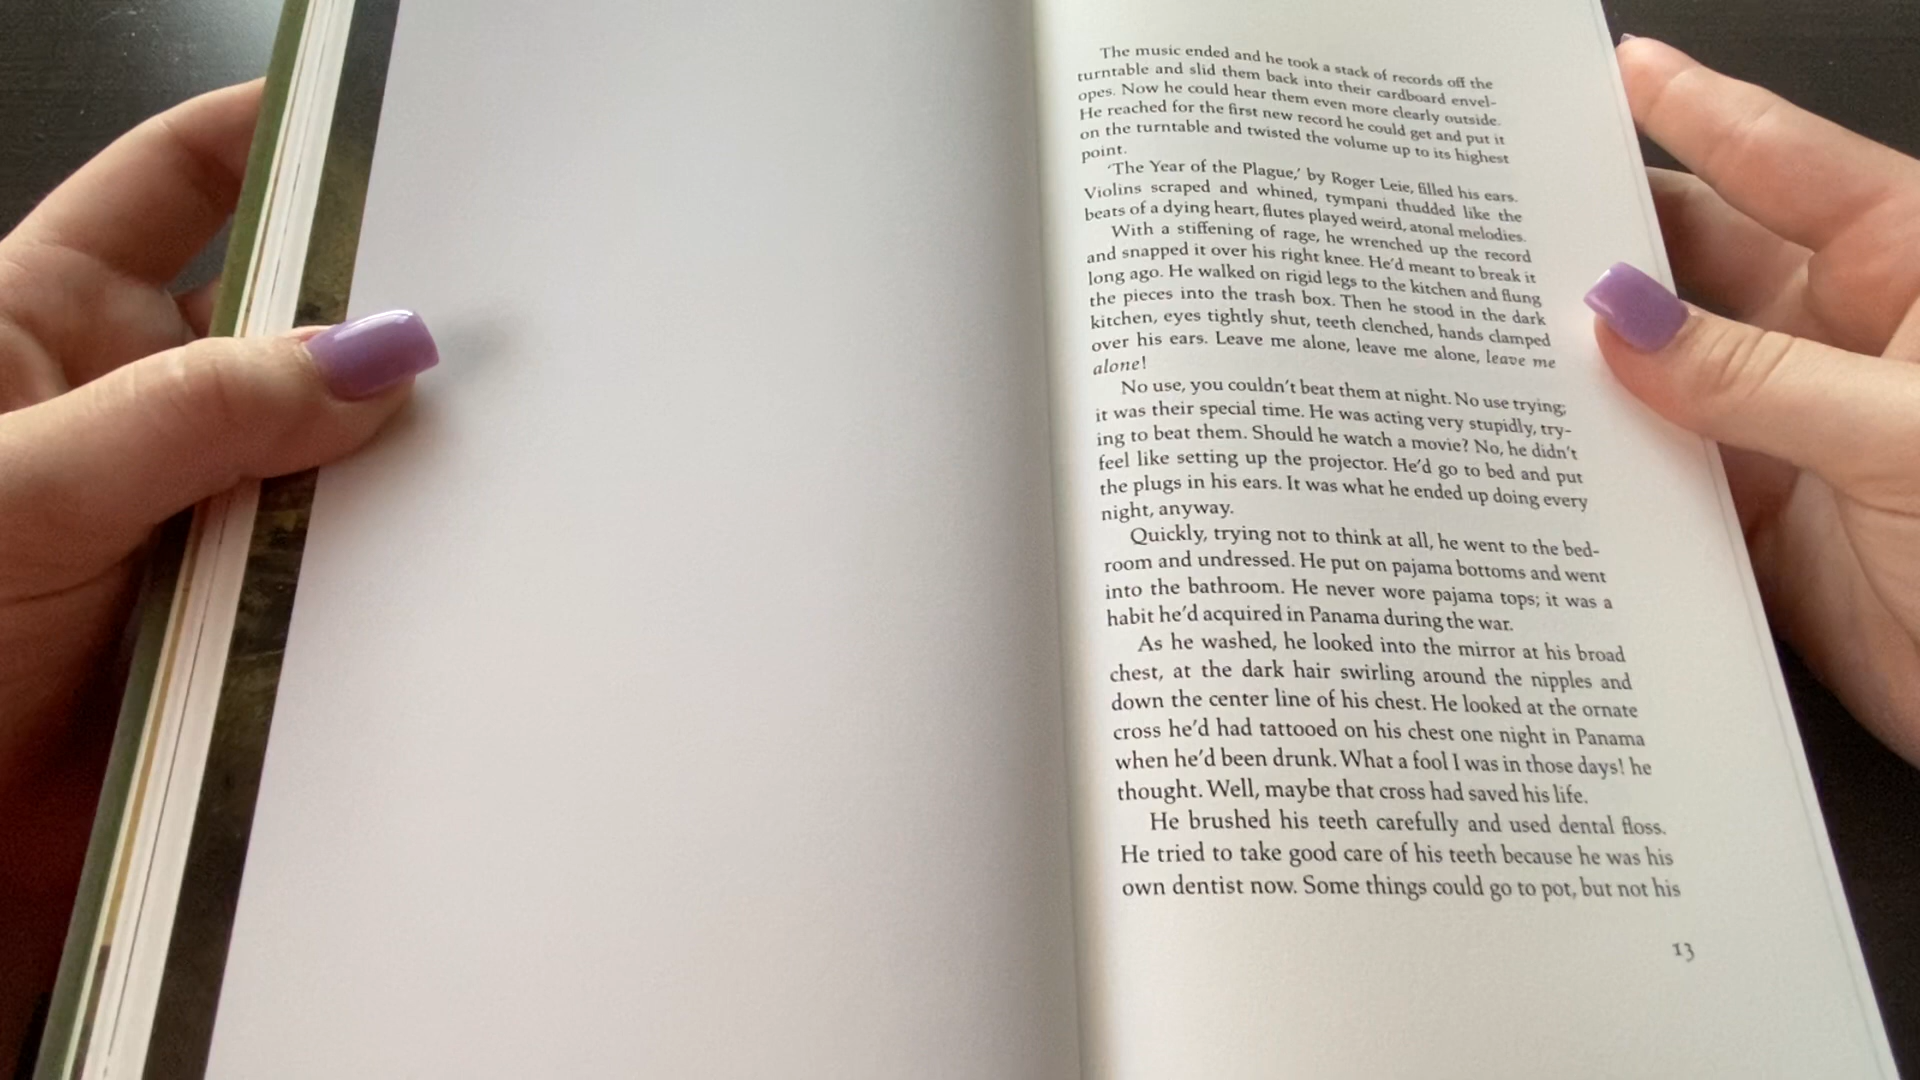 The music ended and he took a stack of records off the
turntable and slid them back into their cardboard envel-
opes. Now he could hear them even more clearly outside.
He reached for the first new record he could get and put it
on the turntable and twisted the volume up to its highest
point.
‘The Year of the Plague,’ by Roger Leie, filled his ears.
Violins scraped and whined, tympani thudded like the
beats of a dying heart, flutes played weird, atonal melodies.
With a stiffening of rage, he wrenched up the record
and snapped it over his right knee. He’d meant to break it
long ago. He walked on rigid legs to the kitchen and flung
the pieces into the trash box. Then he stood in the dark
kitchen, eyes tightly shut, teeth clenched, hands clamped
over his ears. Leave me alone, leave me alone, leave me
alone!
No use, you couldn’t beat them at night. No use trying;
it was their special time. He was acting very stupidly, try-
ing to beat them. Should he watch a movie? No, he didn’t
feel like setting up the projector. He’d go to bed and put
the plugs in his ears. It was what he ended up doing every
night, anyway.
Quickly, trying not to think at all, he went to the bed-
room and undressed. He put on pajama bottoms and went
into the bathroom. He never wore pajama tops; it was a
habit he’d acquired in Panama during the war.
As he washed, he looked into the mirror at his broad
chest, at the dark hair swirling around the nipples and
down the center line of his chest. He looked at the ornate
cross he’d had tattooed on his chest one night in Panama
when he’d been drunk. What a fool I was in those days! he
thought. Well, maybe that cross had saved his life.
He brushed his teeth carefully and used dental floss.
He tried to take good care of his teeth because he was his
own dentist now. Some things could go to pot, but not his
13